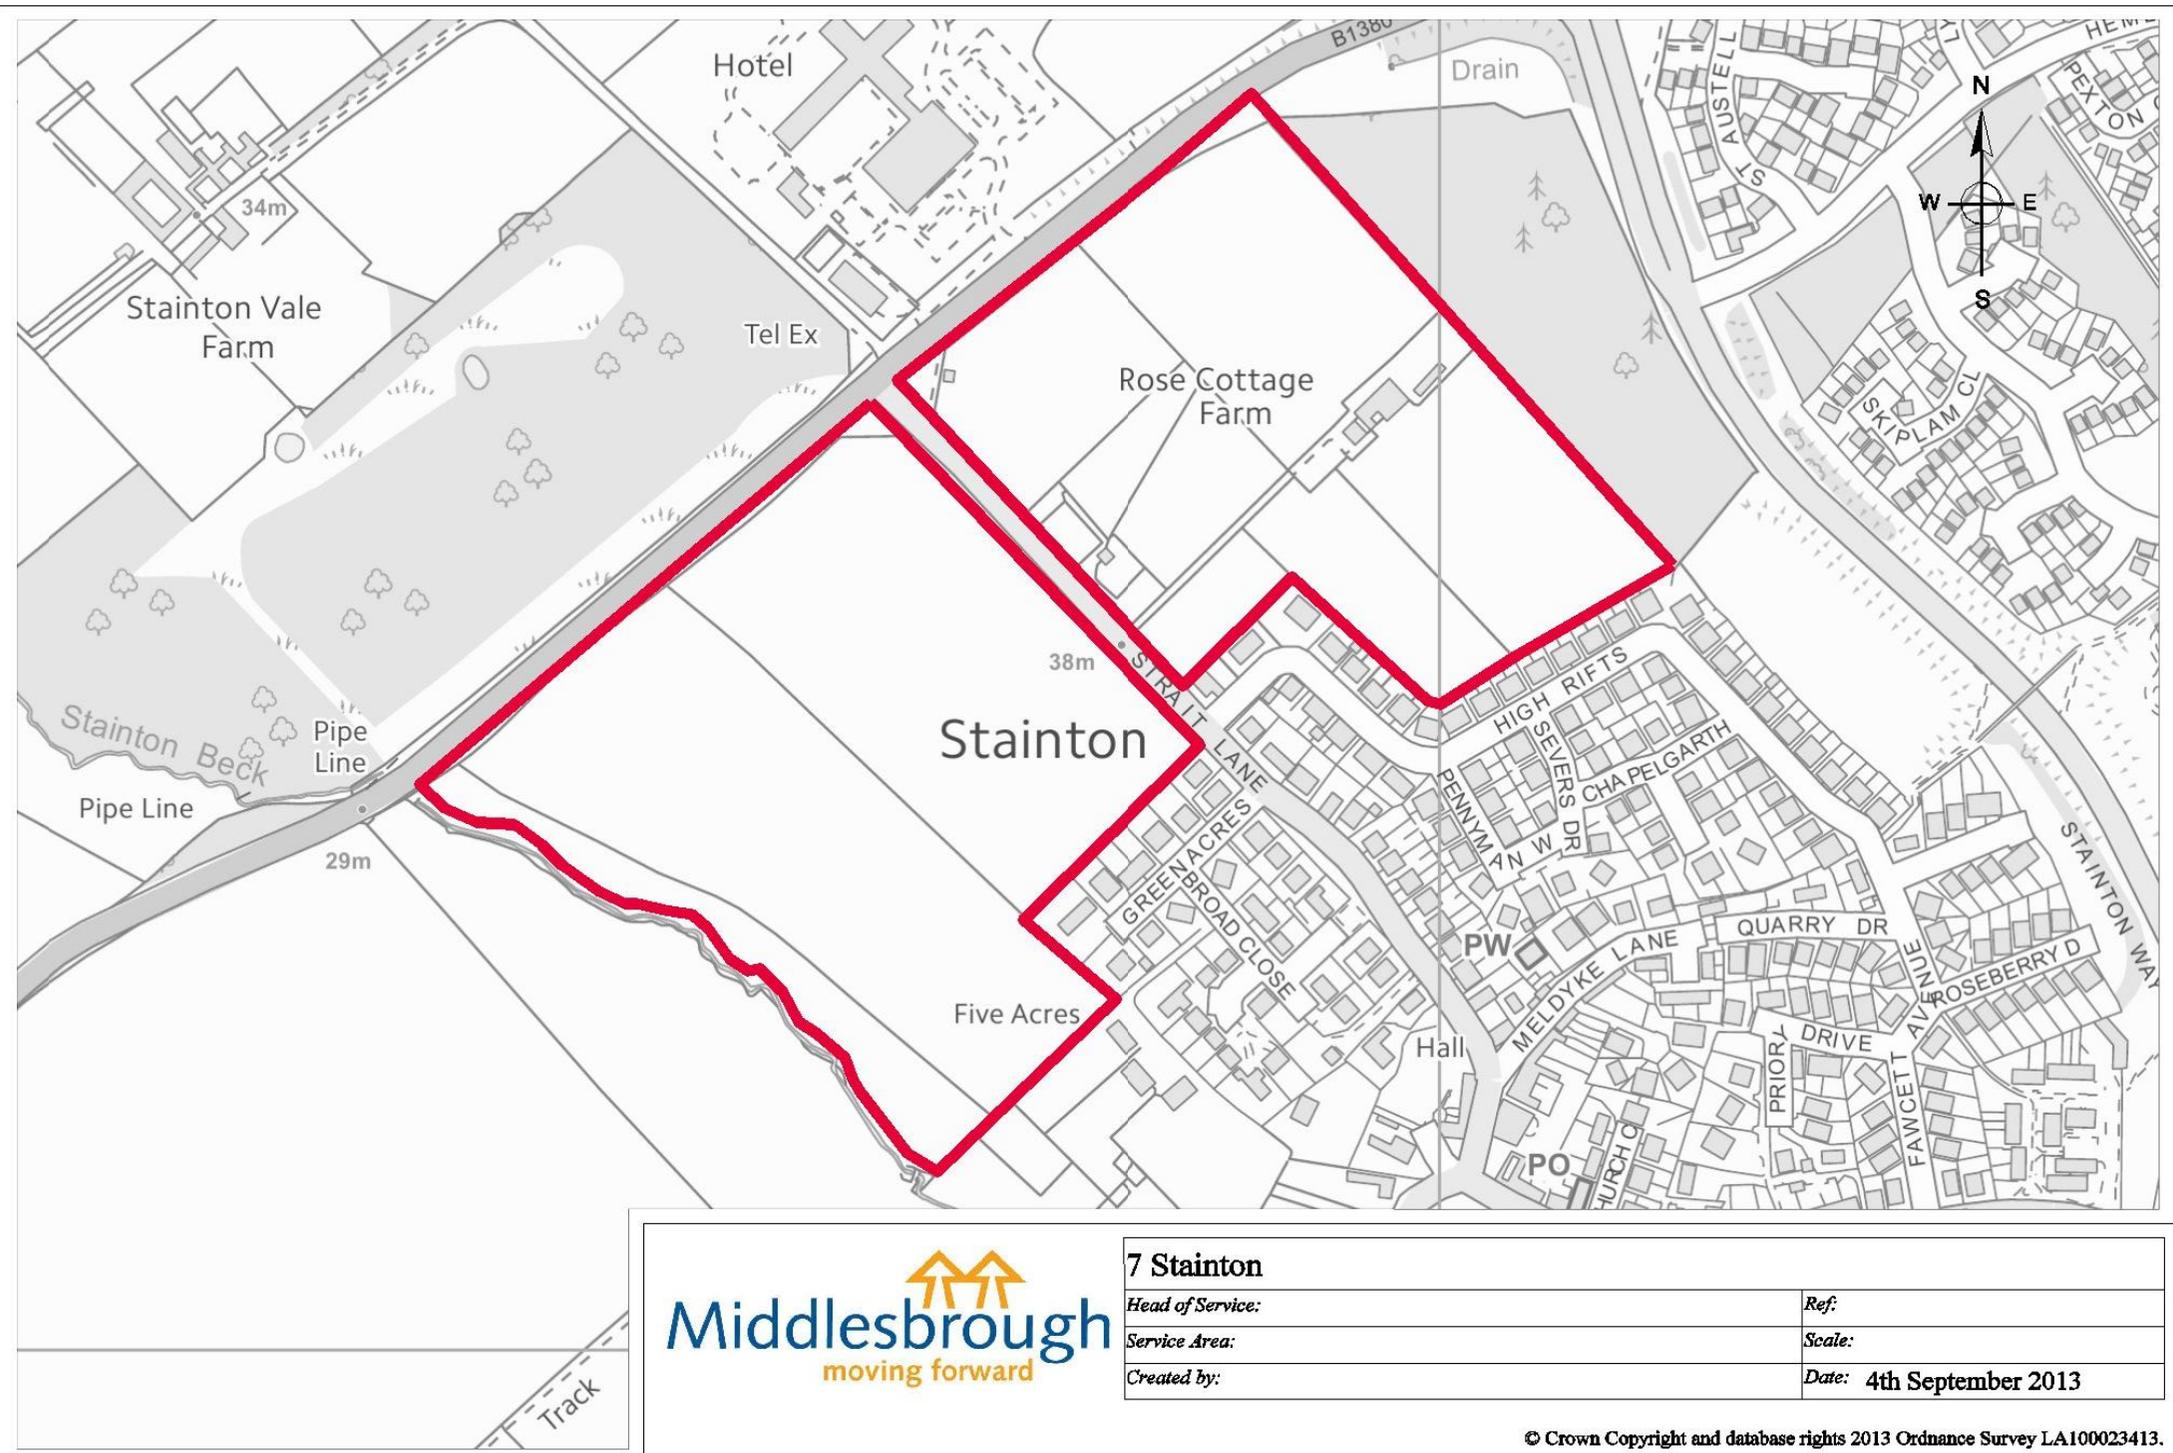 B1380
Hotel
Drain
ST AUSTELL
HEML
PEXTON
N
W
E
S
34m
Stainton Vale
Farm
Tel Ex
Rose Cottage
Farm
SKIPLAM CL
38m
STRAIT LANE
Stainton
Stainton Beck
Pipe
Line
Pipe Line
29m
HIGH RIFTS
SEVERS DR
CHAPELGARTH
PENNYMAN W
GREENACRES
BROAD CLOSE
STAINTON WAY
PW
QUARRY DR
MELDYKE LANE
ROSEBERRY D
FAWCETT AVENUE
Five Acres
Hall
PRIORY DRIVE
PO
HURCH C
Track
Middlesbrough
moving forward
7 Stainton
Head of Service:
Ref:
Service Area:
Scale:
Created by:
Date: 4th September 2013
© Crown Copyright and database rights 2013 Ordnance Survey LA100023413.